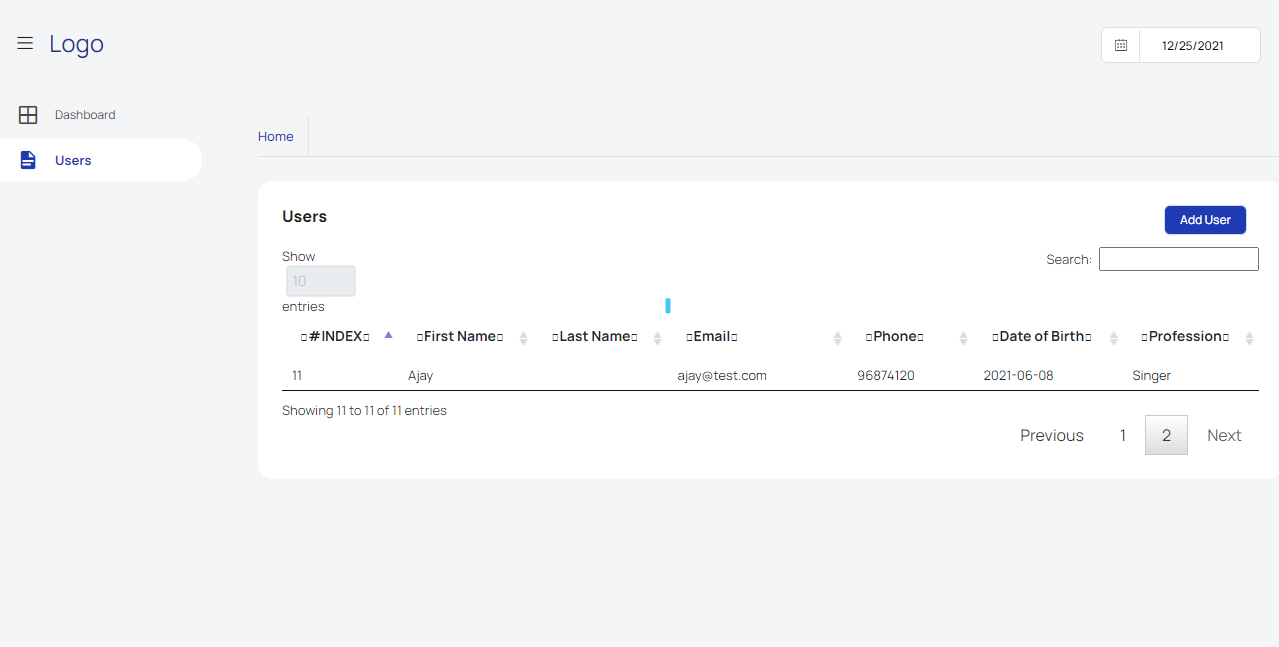 Logo
12/25/2021
Dashboard
Users
Home
Users
Add User
Show
10
entries
Search:
#INDEX First Name Last Name Email Phone Date of Birth Profession
11 Ajay ajay@test.com 96874120 2021-06-08 Singer
Showing 11 to 11 of 11 entries
Previous 1 2 Next